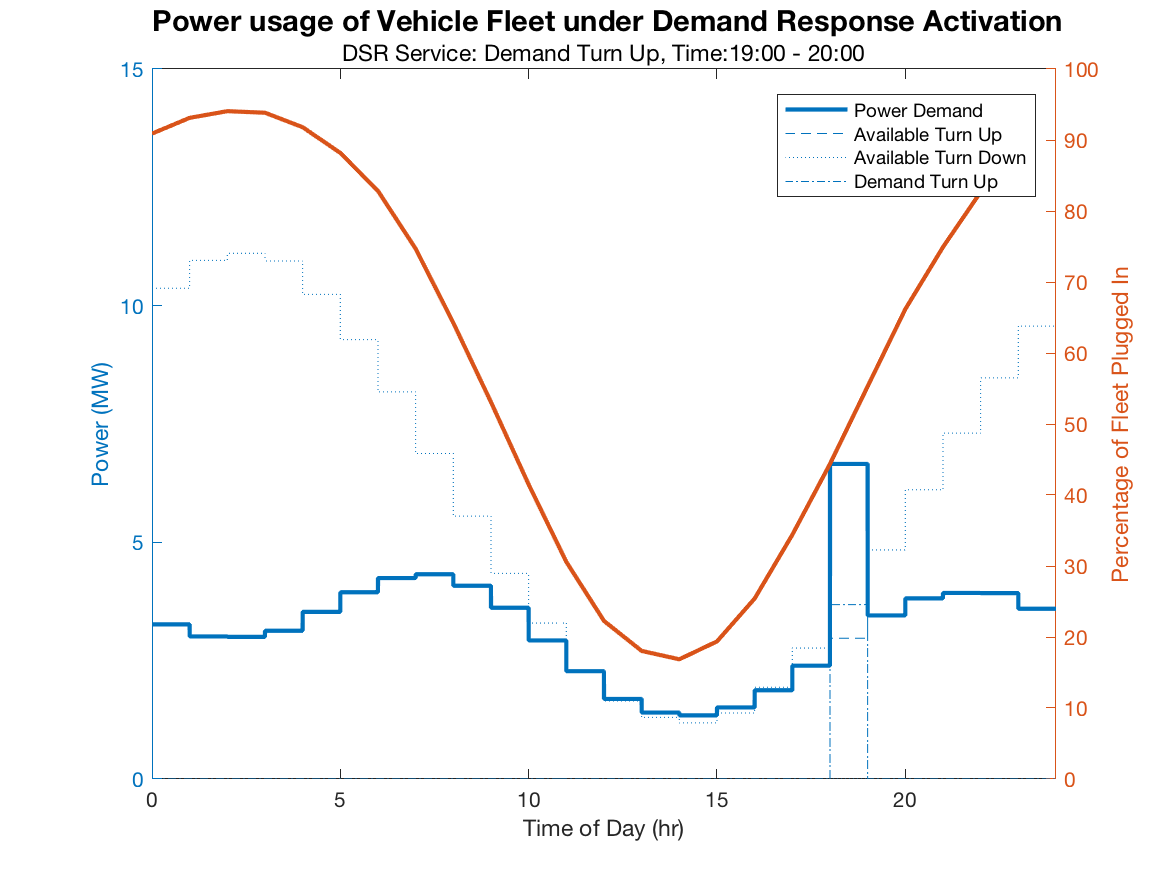 Power usage of Vehicle Fleet under Demand Response Activation
DSR Service: Demand Turn Up, Time:19:00 - 20:00
15
10
5
0
Power (MW)
Power Demand
Available Turn Up
Available Turn Down
Demand Turn Up
100
90
80
70
60
50
40
30
20
10
0
Percentage of Fleet Plugged In
0
5
10
15
20
Time of Day (hr)